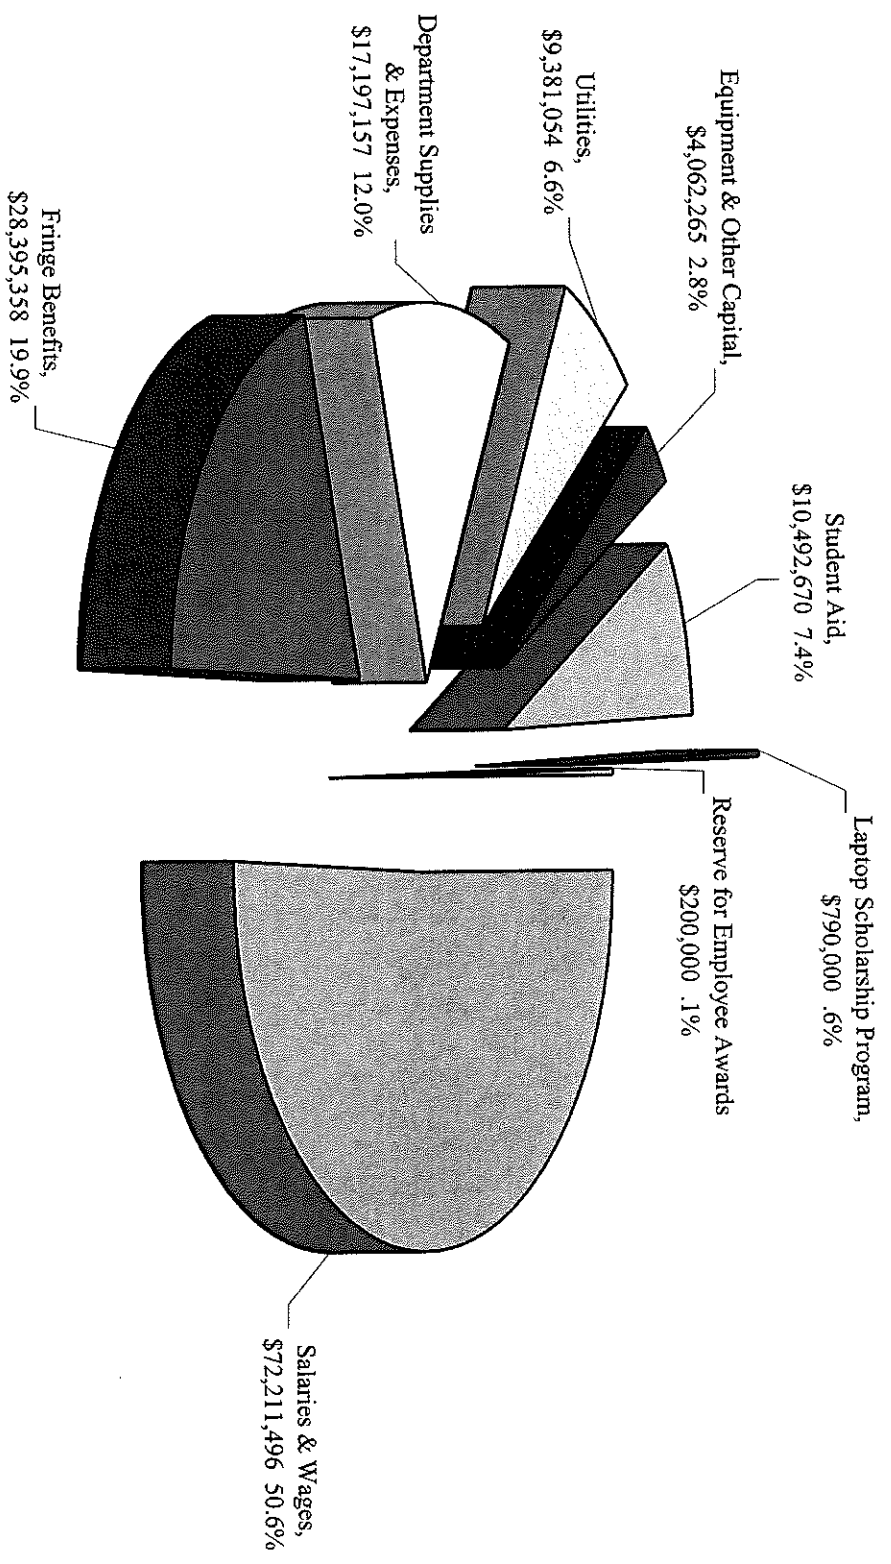 Laptop Scholarship Program,
$790,000 .6%
Student Aid,
$10,492,670 7.4%
Equipment & Other Capital,
$4,062,265 2.8%
Reserve for Employee Awards
$200,000 .1%
Utilities,
$9,381,054 6.6%
Department Supplies
& Expenses,
$17,197,157 12.0%
Salaries & Wages,
$72,211,496 50.6%
Fringe Benefits,
$28,395,358 19.9%